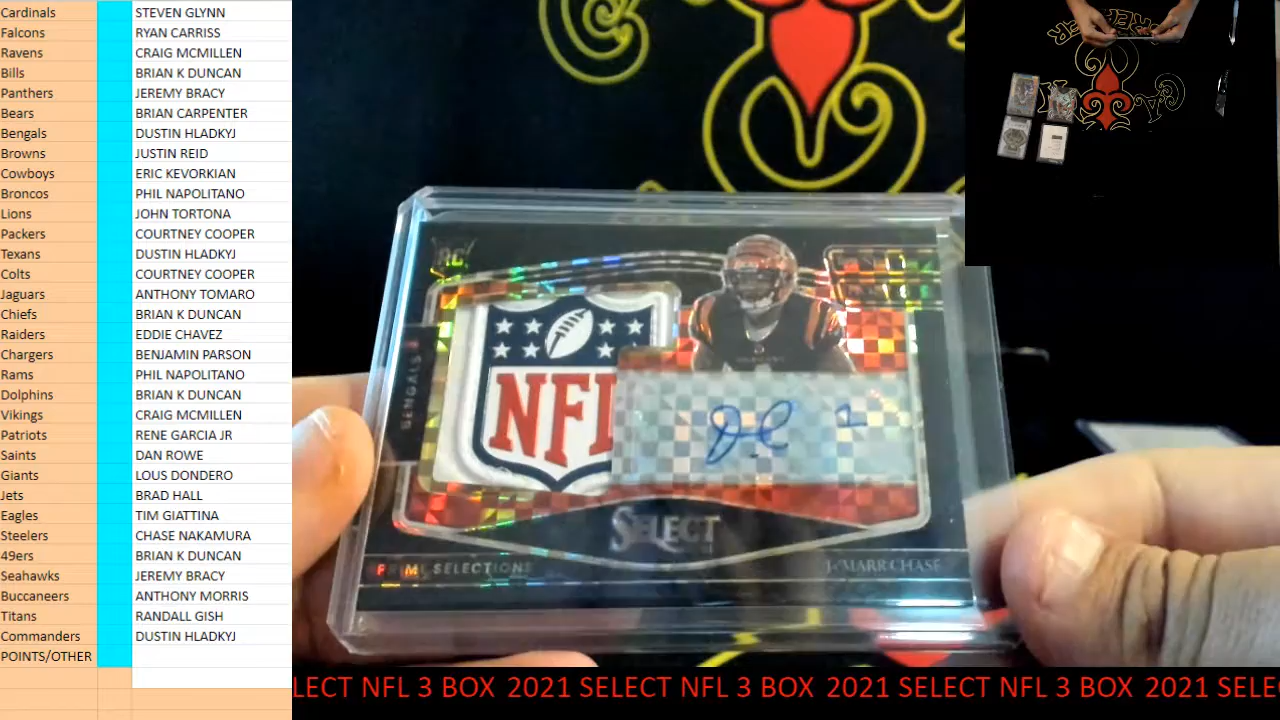 Cardinals STEVEN GLYNN
Falcons RYAN CARRISS
Ravens CRAIG MCMILLEN
Bills BRIAN K DUNCAN
Panthers JEREMY BRACY
Bears BRIAN CARPENTER
Bengals DUSTIN HLADKYJ
Browns JUSTIN REID
Cowboys ERIC KEVORKIAN
Broncos PHIL NAPOLITANO
Lions JOHN TORTONA
Packers COURTNEY COOPER
Texans DUSTIN HLADKYJ
Colts COURTNEY COOPER
Jaguars ANTHONY TOMARO
Chiefs BRIAN K DUNCAN
Raiders EDDIE CHAVEZ
Chargers BENJAMIN PARSON
Rams PHIL NAPOLITANO
Dolphins BRIAN K DUNCAN
Vikings CRAIG MCMILLEN
Patriots RENE GARCIA JR
Saints DAN ROWE
Giants LOUS DONDERO
Jets BRAD HALL
Eagles TIM GIATTINA
Steelers CHASE NAKAMURA
49ers BRIAN K DUNCAN
Seahawks JEREMY BRACY
Buccaneers ANTHONY MORRIS
Titans RANDALL GISH
Commanders DUSTIN HLADKYJ
POINTS/OTHER
RC
BENGALS
NFL
SELECT
PRIME SELECTIONS
Ja'MARR CHASE
LECT NFL 3 BOX 2021 SELECT NFL 3 BOX 2021 SELECT NFL 3 BOX 2021 SELE